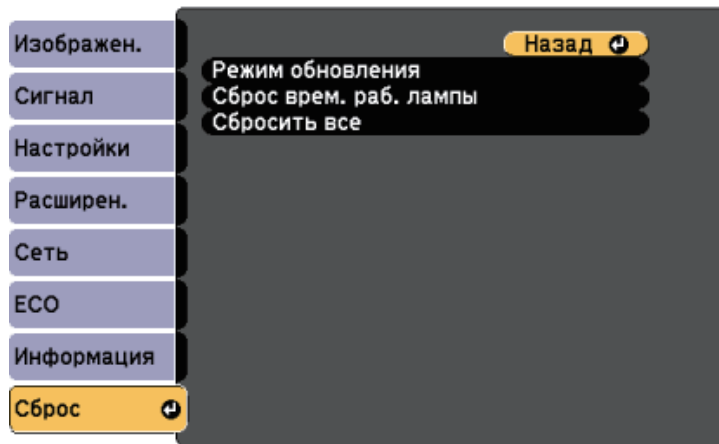 Изображен.
Сигнал
Настройки
Расширен.
Сеть
ECO
Информация
Сброс
Назад
Режим обновления
Сброс врем. раб. лампы
Сбросить все